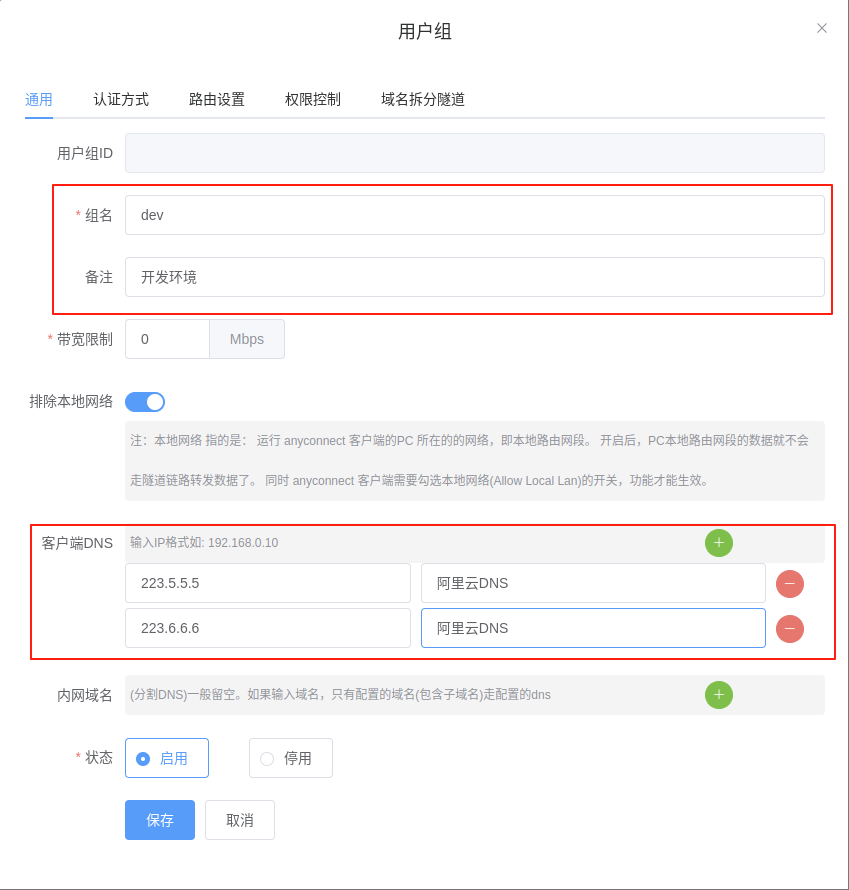 用户组
通用 认证方式 路由设置 权限控制 域名拆分隧道
用户组ID
* 组名 dev
备注 开发环境
* 带宽限制 0 Mbps
排除本地网络
注：本地网络 指的是： 运行 anyconnect 客户端的PC 所在的的网络，即本地路由网段。 开启后，PC本地路由网段的数据就不会
走隧道链路转发数据了。 同时 anyconnect 客户端需要勾选本地网络(Allow Local Lan)的开关，功能才能生效。
客户端DNS 输入IP格式如: 192.168.0.10
223.5.5.5 阿里云DNS
223.6.6.6 阿里云DNS
内网域名 (分割DNS)一般留空。如果输入域名，只有配置的域名(包含子域名)走配置的dns
* 状态 启用 停用
保存 取消